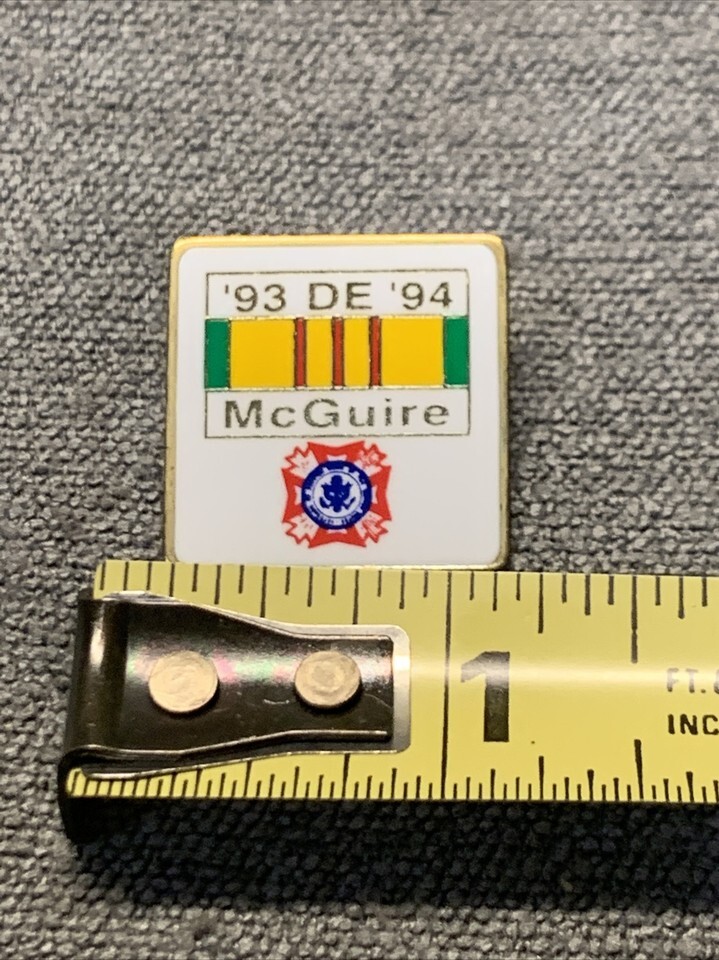 '93 DE '94
McGuire
1
FT.
INC